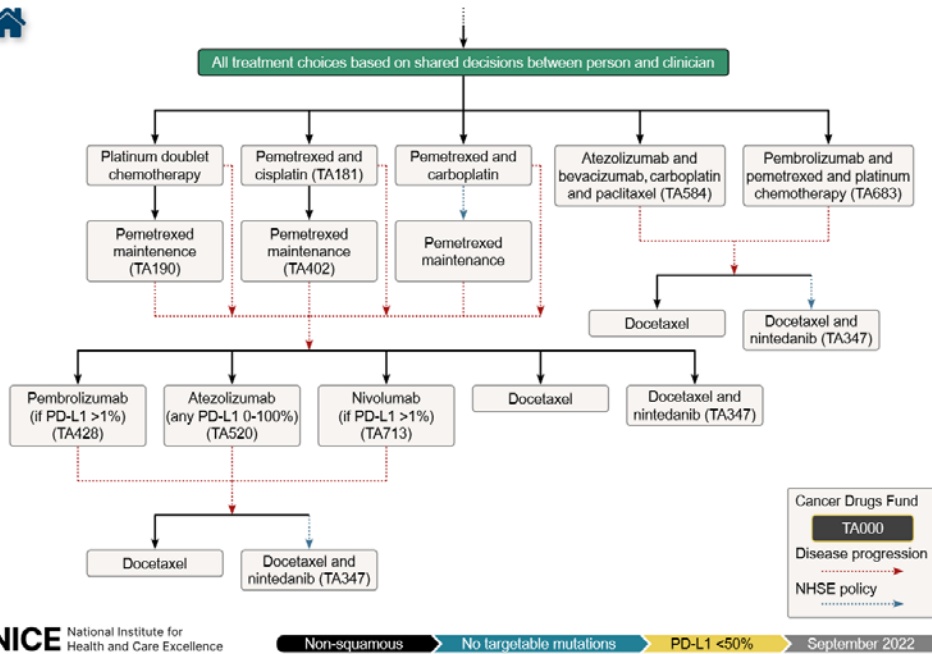 All treatment choices based on shared decisions between person and clinician
Platinum doublet
chemotherapy
Pemetrexed and
cisplatin (TA181)
Pemetrexed and
carboplatin
Atezolizumab and
bevacizumab, carboplatin
and paclitaxel (TA584)
Pembrolizumab and
pemetrexed and platinum
chemotherapy (TA683)
Pemetrexed
maintenence
(TA190)
Pemetrexed
maintenance
(TA402)
Pemetrexed
maintenance
Docetaxel
Docetaxel and
nintedanib (TA347)
Pembrolizumab
(if PD-L1 >1%)
(TA428)
Atezolizumab
(any PD-L1 0-100%)
(TA520)
Nivolumab
(if PD-L1 >1%)
(TA713)
Docetaxel
Docetaxel and
nintedanib (TA347)
Docetaxel
Docetaxel and
nintedanib (TA347)
Cancer Drugs Fund
TA000
Disease progression
NHSE policy
NICE National Institute for
Health and Care Excellence
Non-squamous
No targetable mutations
PD-L1 <50%
September 2022